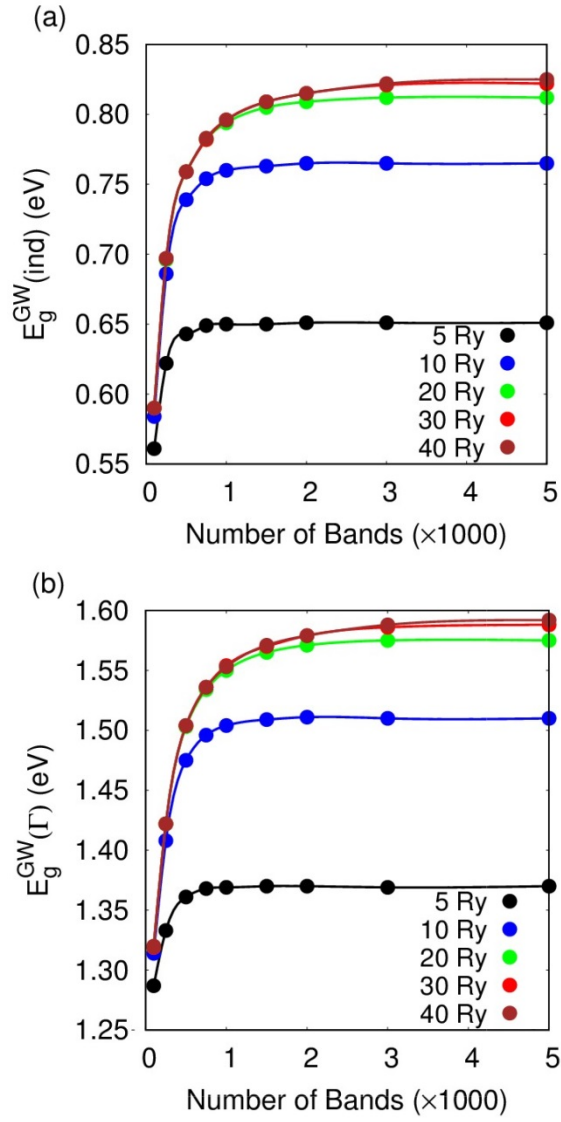 (a)
0.85
0.80
0.75
0.70
0.65
0.60
0.55
E_g^GW(ind) (eV)
5 Ry
10 Ry
20 Ry
30 Ry
40 Ry
0 1 2 3 4 5
Number of Bands (×1000)
(b)
1.60
1.55
1.50
1.45
1.40
1.35
1.30
1.25
E_g^GW(Γ) (eV)
5 Ry
10 Ry
20 Ry
30 Ry
40 Ry
0 1 2 3 4 5
Number of Bands (×1000)